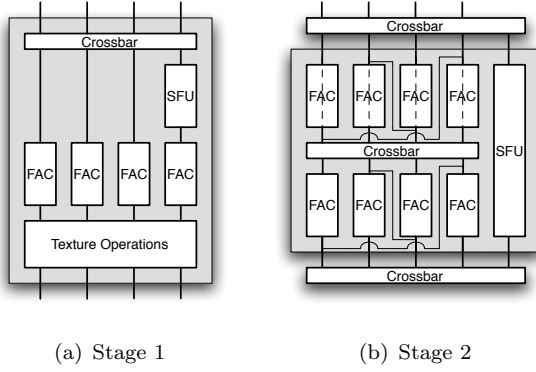 Crossbar
SFU
FAC FAC FAC FAC
Texture Operations
(a) Stage 1
Crossbar
FAC FAC FAC FAC
SFU
Crossbar
FAC FAC FAC FAC
Crossbar
(b) Stage 2